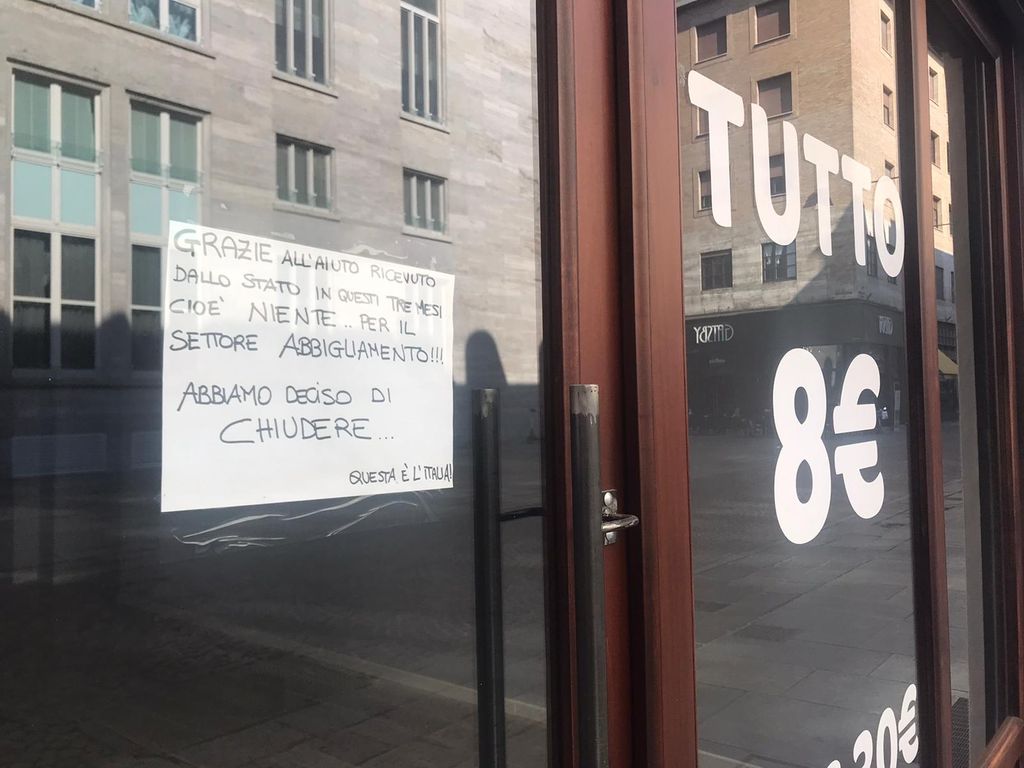 GRAZIE ALL'AIUTO RICEVUTO
DALLO STATO IN QUESTI TRE MESI
CIOE' NIENTE .. PER IL
SETTORE ABBIGLIAMENTO!!!
ABBIAMO DECISO DI
CHIUDERE...
QUESTA È L'ITALIA!
TUTTO
8€
20€